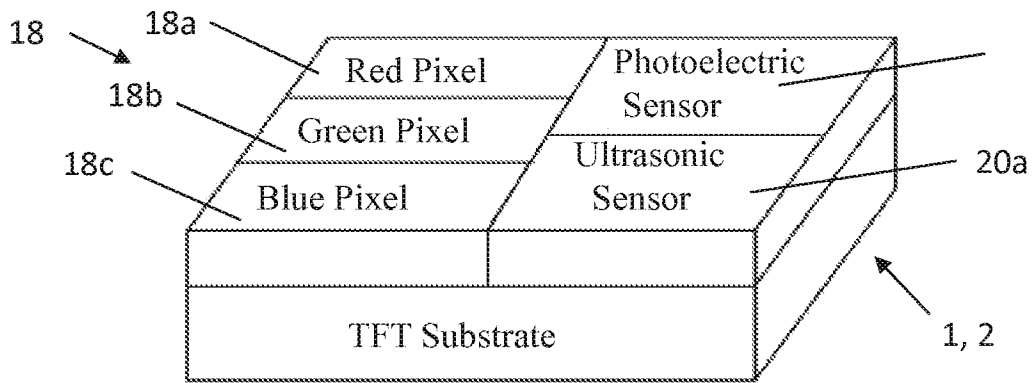 18
18a
Red Pixel
Photoelectric
Sensor
18b
Green Pixel
Ultrasonic
Sensor
20a
18c
Blue Pixel
TFT Substrate
1, 2